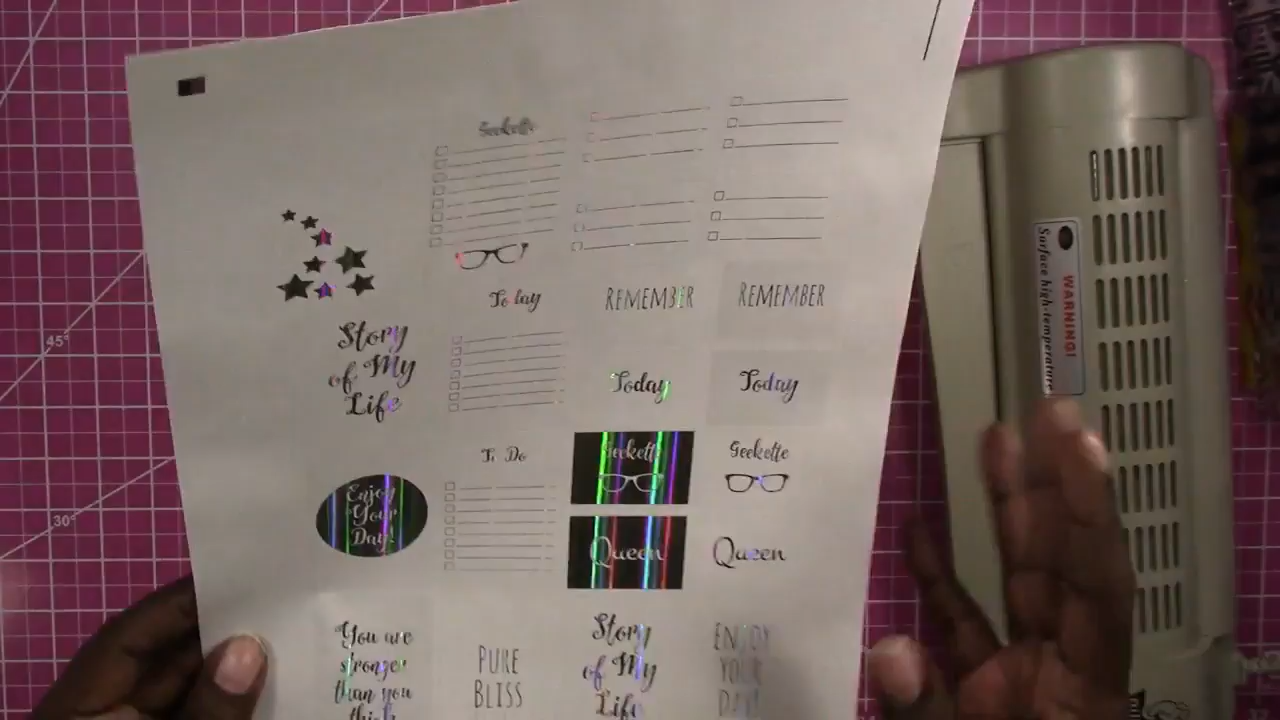 Geekette
Today
REMEMBER
REMEMBER
Story
of My
Life
Today
Today
To Do
Geekette
Geekette
Enjoy
Your
Day!
Queen
Queen
You are
stronger
than you
think
PURE
BLISS
Story
of My
Life
ENJOY
YOUR
DAY!
WARNING!
Surface high-temperature
45°
30°